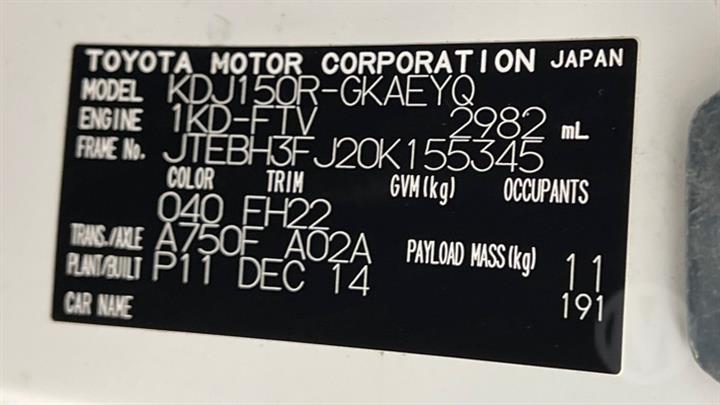 TOYOTA MOTOR CORPORATION JAPAN
MODEL KDJ150R-GKAEYQ
ENGINE 1KD-FTV 2982 mL
FRAME No. JTEBH3FJ20K155345
COLOR TRIM GVM(kg) OCCUPANTS
040 FH22
TRANS./AXLE A750F A02A PAYLOAD MASS(kg)
PLANT/BUILT P11 DEC 14 11
CAR NAME 191